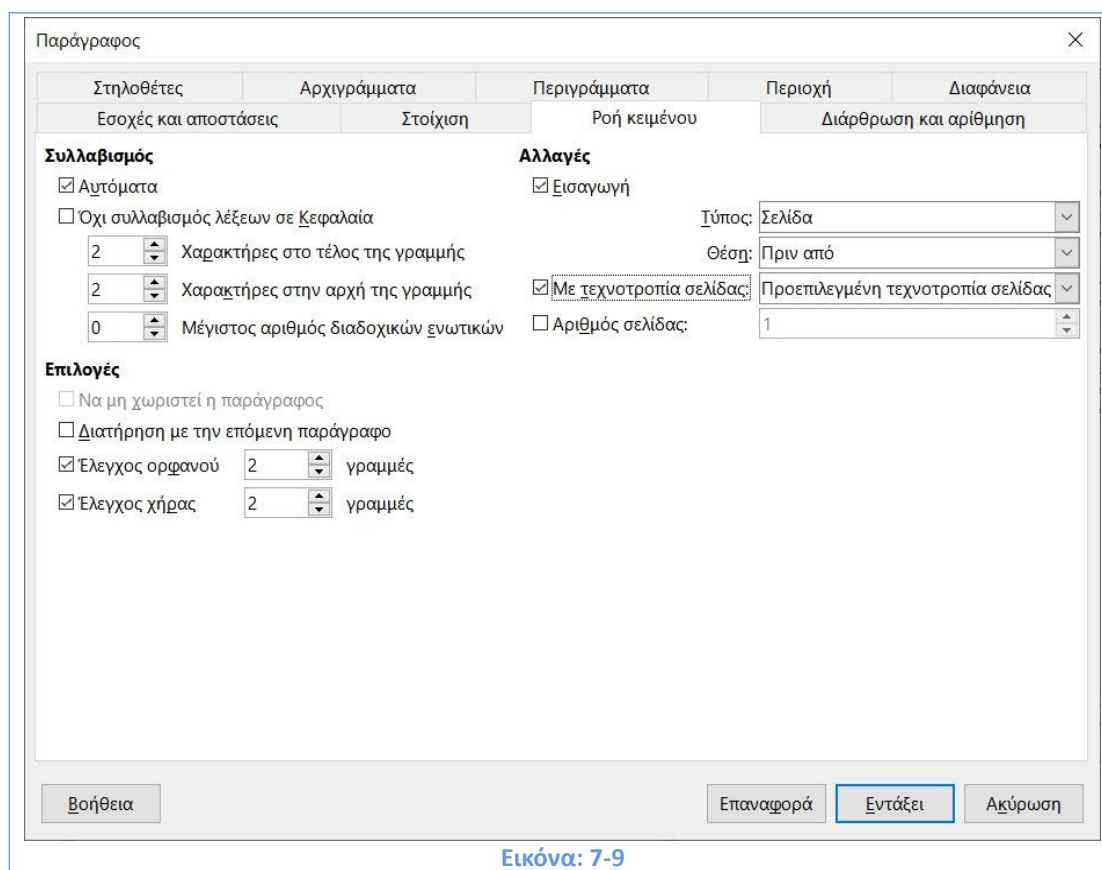 Παράγραφος
Στηλοθέτες Αρχιγράμματα Περιγράμματα Περιοχή Διαφάνεια
Εσοχές και αποστάσεις Στοίχιση Ροή κειμένου Διάρθρωση και αρίθμηση
Συλλαβισμός
Αυτόματα
Όχι συλλαβισμός λέξεων σε Κεφαλαία
2 Χαρακτήρες στο τέλος της γραμμής
2 Χαρακτήρες στην αρχή της γραμμής
0 Μέγιστος αριθμός διαδοχικών ενωτικών
Επιλογές
Να μη χωριστεί η παράγραφος
Διατήρηση με την επόμενη παράγραφο
Έλεγχος ορφανού 2 γραμμές
Έλεγχος χήρας 2 γραμμές
Αλλαγές
Εισαγωγή
Τύπος: Σελίδα
Θέση: Πριν από
Με τεχνοτροπία σελίδας: Προεπιλεγμένη τεχνοτροπία σελίδας
Αριθμός σελίδας: 1
Βοήθεια Επαναφορά Εντάξει Ακύρωση
Εικόνα: 7-9